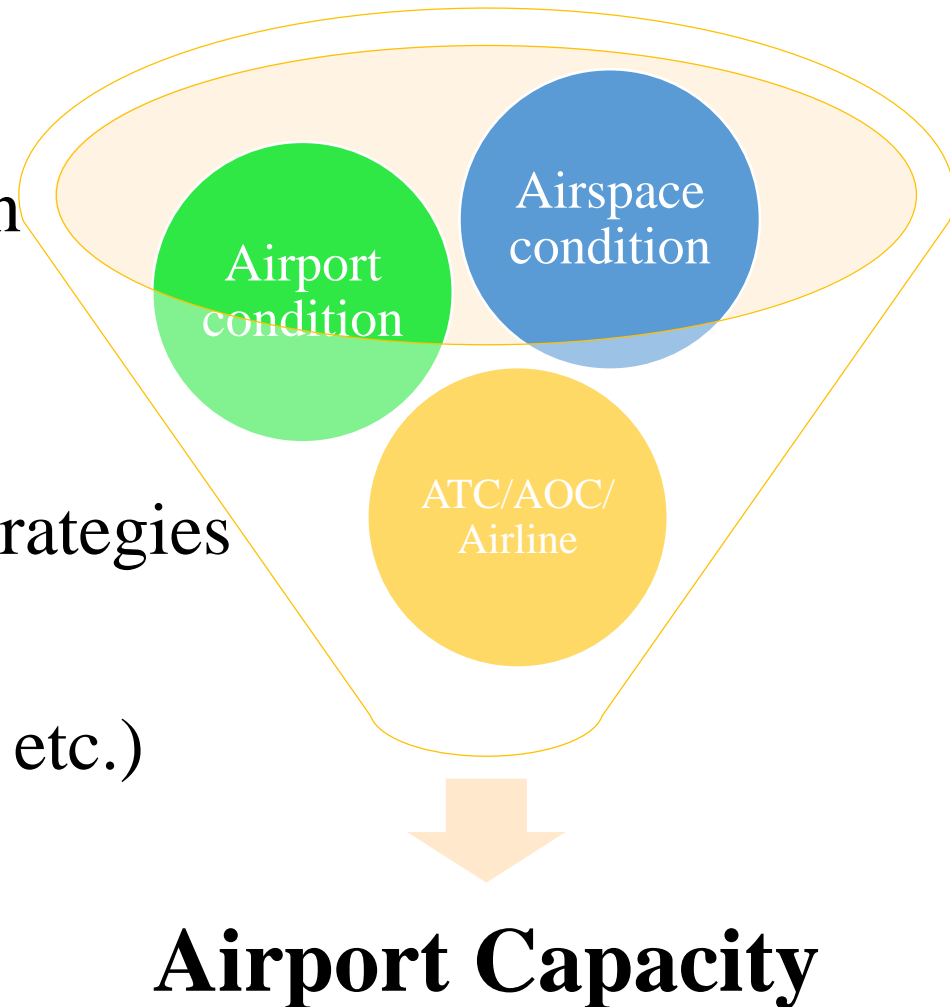 Airspace
condition
n
Airport
condition
ATC/AOC/
Airline
rategies
etc.)
Airport Capacity